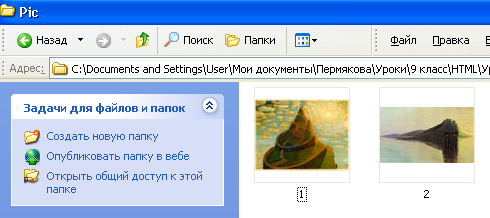 Pic
Назад Поиск Папки Файл Правка
Адрес: C:\Documents and Settings\User\Мои документы\Пермякова\Уроки\9 класс\HTML\
Задачи для файлов и папок
Создать новую папку
Опубликовать папку в вебе
Открыть общий доступ к этой
папке
1 2